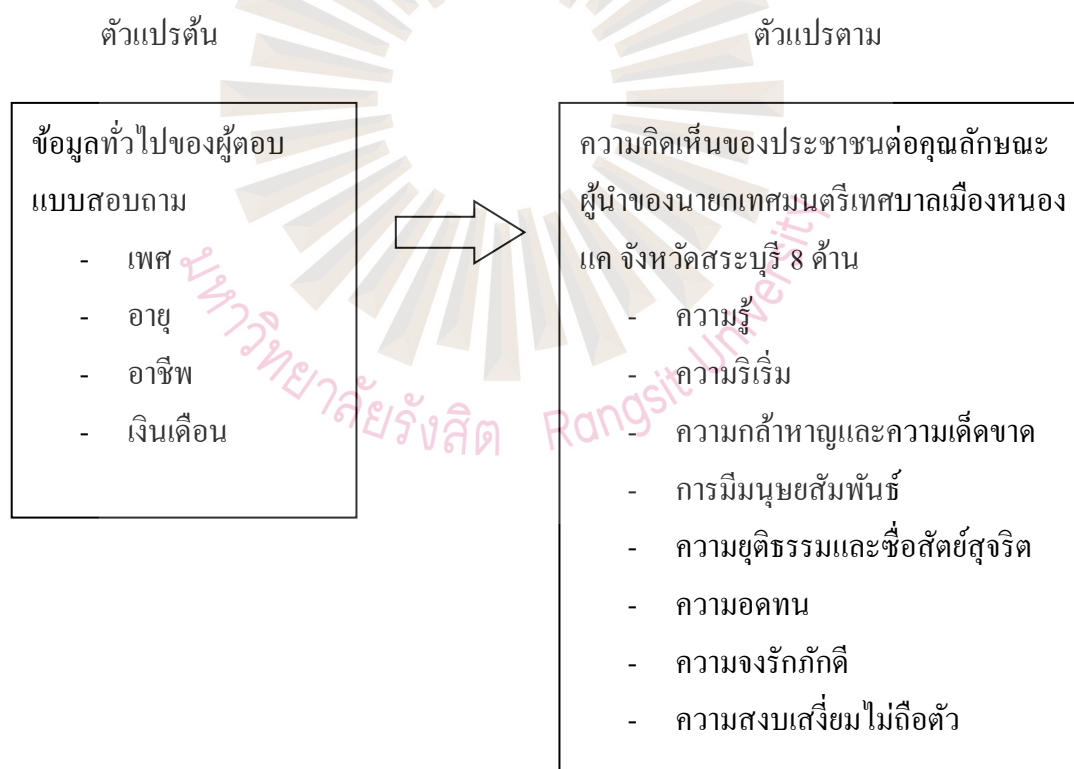 ตัวแปรต้น
ตัวแปรตาม
ข้อมูลทั่วไปของผู้ตอบ
แบบสอบถาม
- เพศ
- อายุ
- อาชีพ
- เงินเดือน
ความคิดเห็นของประชาชนต่อคุณลักษณะ
ผู้นำของนายกเทศมนตรีเทศบาลเมืองหนอง
แค จังหวัดสระบุรี 8 ด้าน
- ความรู้
- ความริเริ่ม
- ความกล้าหาญและความเด็ดขาด
- การมีมนุษยสัมพันธ์
- ความยุติธรรมและซื่อสัตย์สุจริต
- ความอดทน
- ความจงรักภักดี
- ความสงบเสงี่ยมไม่ถือตัว
มหาวิทยาลัยรังสิต Rangsit University